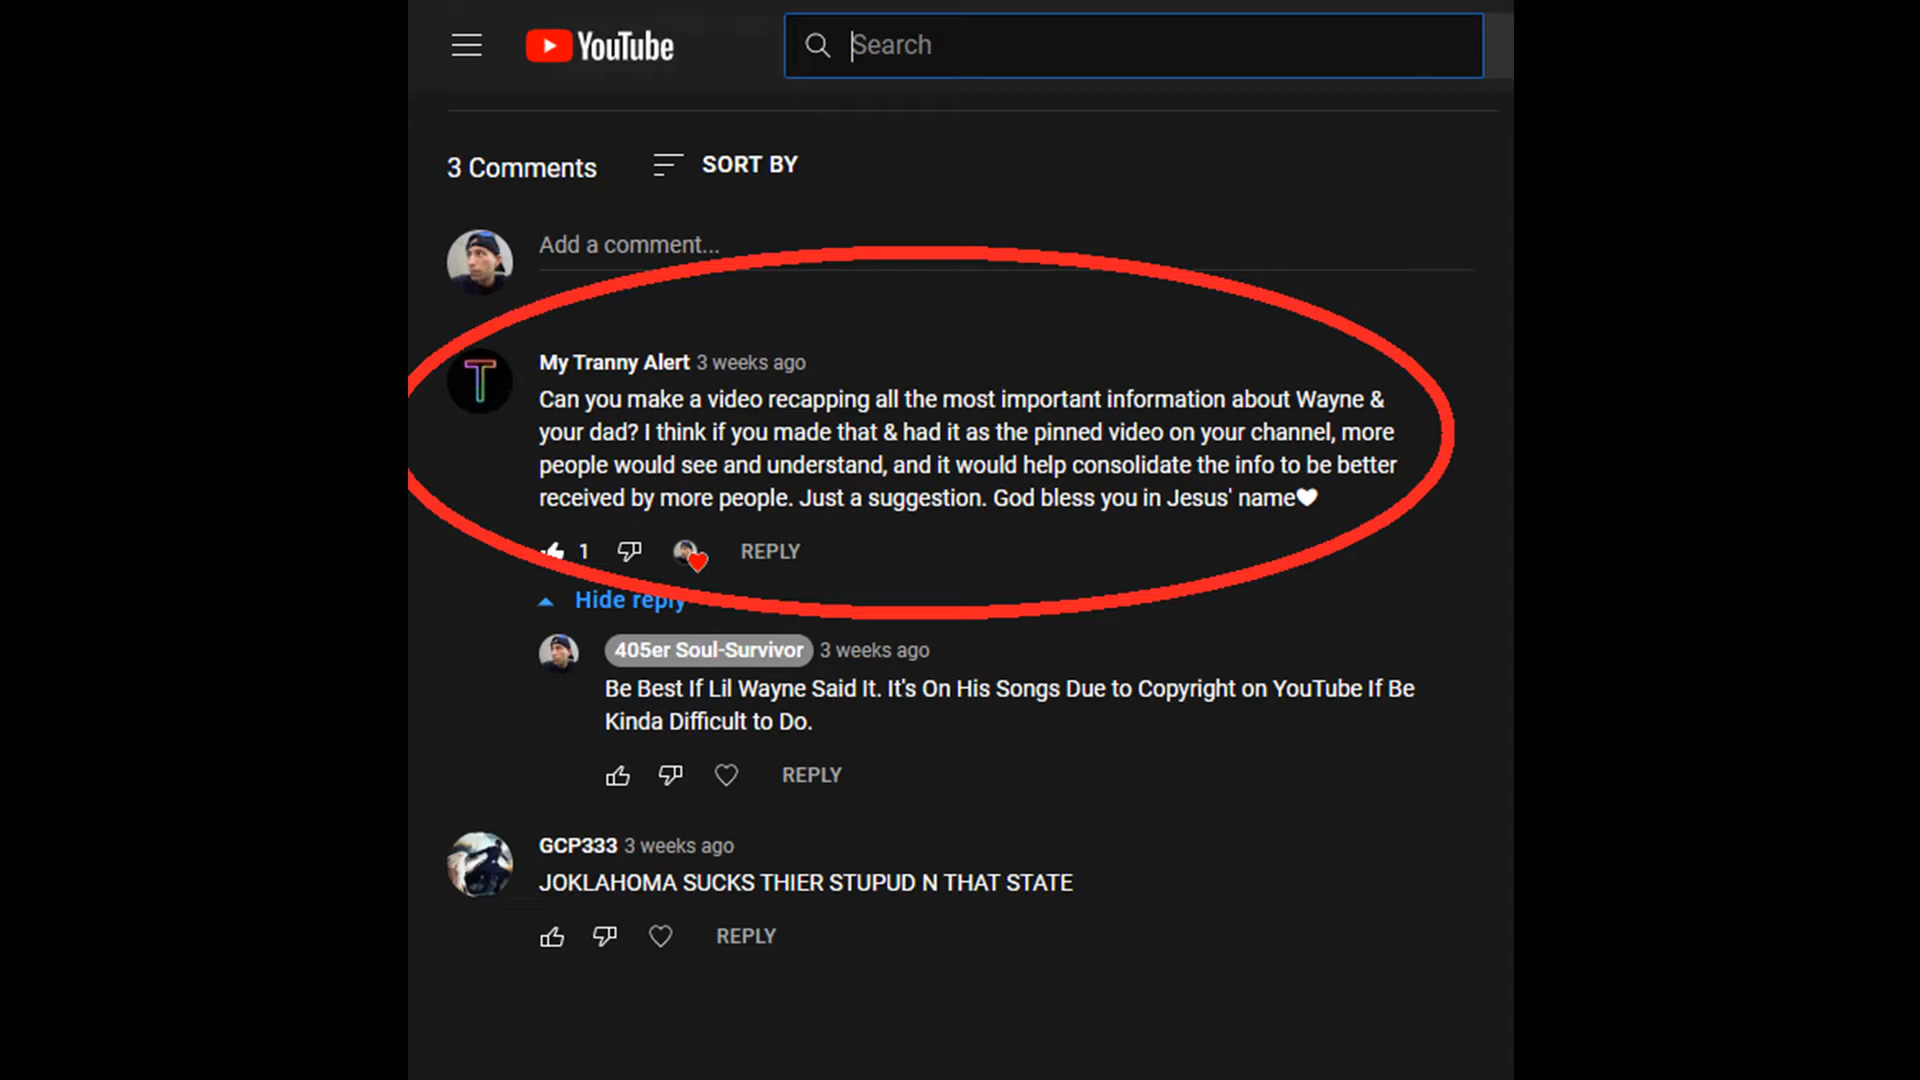 YouTube
Search
3 Comments
SORT BY
Add a comment...
T
My Tranny Alert 3 weeks ago
Can you make a video recapping all the most important information about Wayne &
your dad? I think if you made that & had it as the pinned video on your channel, more
people would see and understand, and it would help consolidate the info to be better
received by more people. Just a suggestion. God bless you in Jesus' name🤍
1
REPLY
Hide reply
405er Soul-Survivor 3 weeks ago
Be Best If Lil Wayne Said It. It's On His Songs Due to Copyright on YouTube If Be
Kinda Difficult to Do.
REPLY
GCP333 3 weeks ago
JOKLAHOMA SUCKS THIER STUPUD N THAT STATE
REPLY